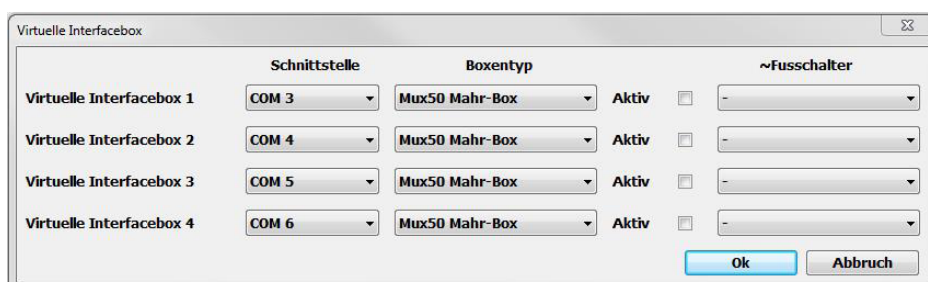 Virtuelle Interfacebox
Schnittstelle Boxentyp ~Fusschalter
Virtuelle Interfacebox 1 COM 3 Mux50 Mahr-Box Aktiv -
Virtuelle Interfacebox 2 COM 4 Mux50 Mahr-Box Aktiv -
Virtuelle Interfacebox 3 COM 5 Mux50 Mahr-Box Aktiv -
Virtuelle Interfacebox 4 COM 6 Mux50 Mahr-Box Aktiv -
Ok Abbruch